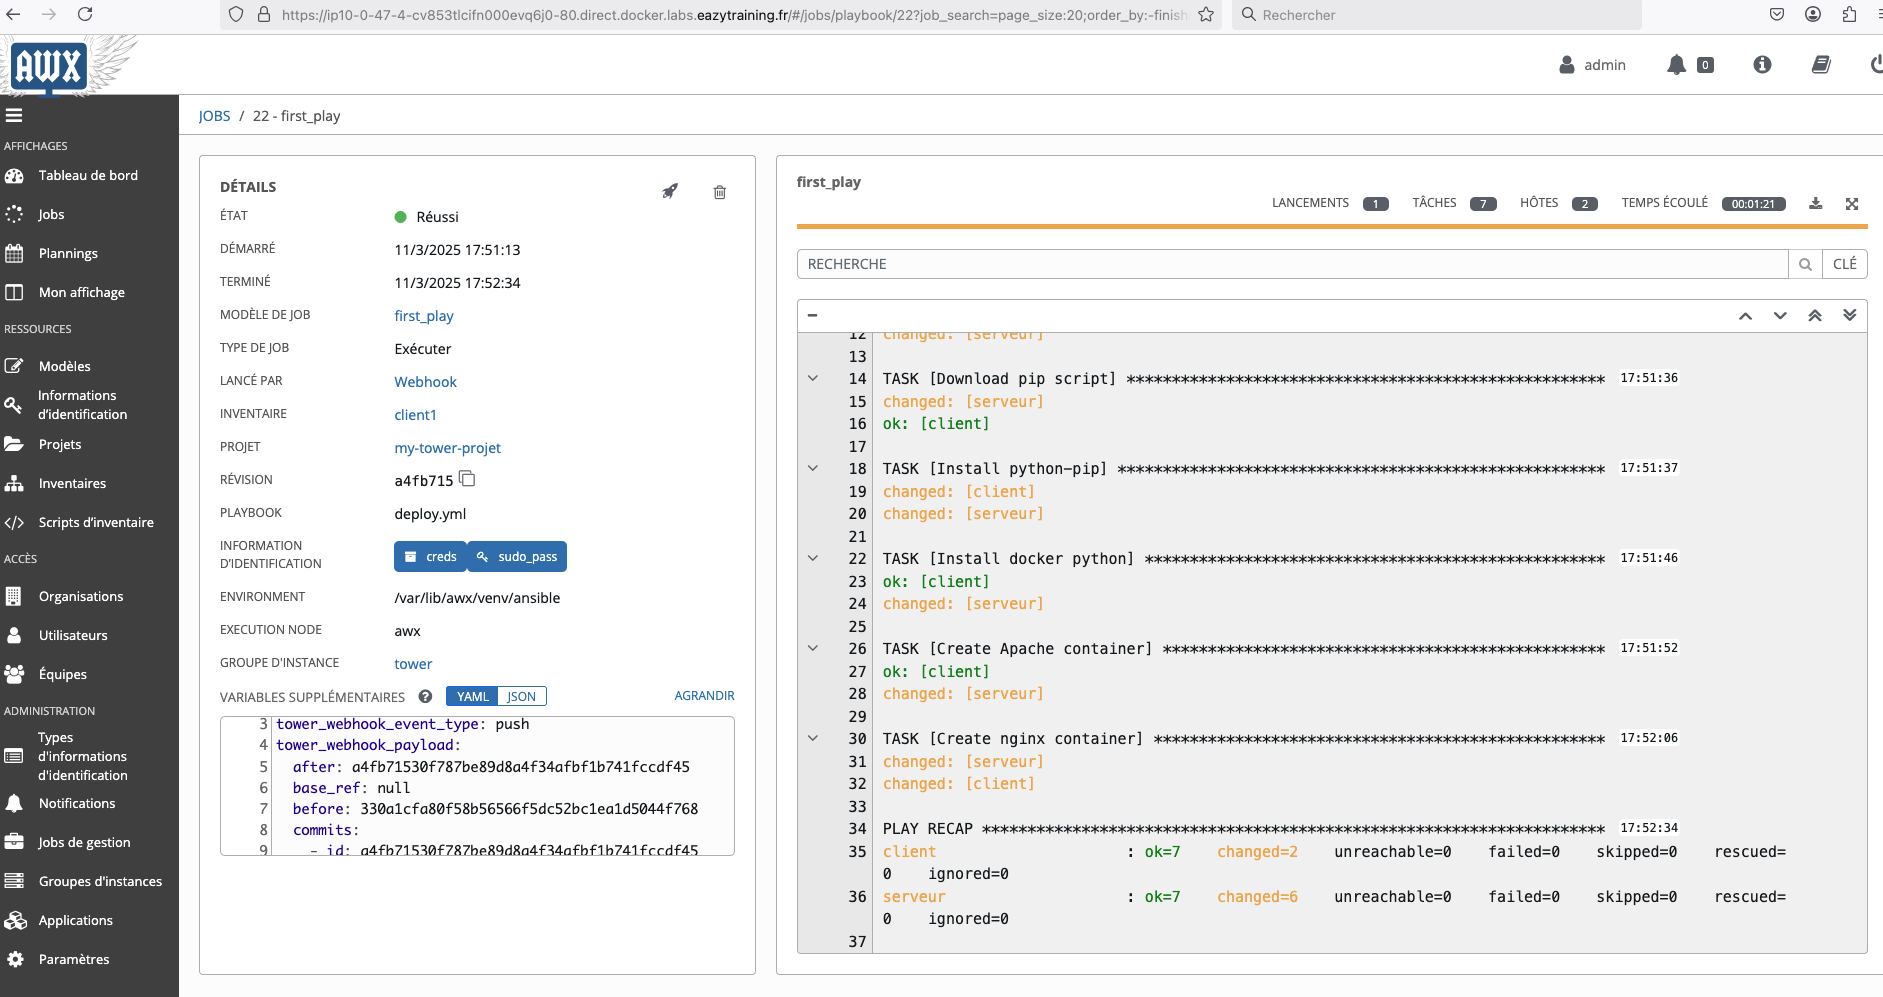 https://ip10-0-47-4-cv853tlcifn000evq6j0-80.direct.docker.labs.eazytraining.fr/#/jobs/playbook/22?job_search=page_size:20;order_by:-finish
Rechercher
AWX
admin
0
JOBS / 22 - first_play
AFFICHAGES
Tableau de bord
Jobs
Plannings
Mon affichage
RESSOURCES
Modèles
Informations
d'identification
Projets
Inventaires
Scripts d'inventaire
ACCÈS
Organisations
Utilisateurs
Équipes
ADMINISTRATION
Types
d'informations
d'identification
Notifications
Jobs de gestion
Groupes d'instances
Applications
Paramètres
DÉTAILS
ÉTAT Réussi
DÉMARRÉ 11/3/2025 17:51:13
TERMINÉ 11/3/2025 17:52:34
MODÈLE DE JOB first_play
TYPE DE JOB Exécuter
LANCÉ PAR Webhook
INVENTAIRE client1
PROJET my-tower-projet
RÉVISION a4fb715
PLAYBOOK deploy.yml
INFORMATION
D'IDENTIFICATION
creds sudo_pass
ENVIRONMENT /var/lib/awx/venv/ansible
EXECUTION NODE awx
GROUPE D'INSTANCE tower
VARIABLES SUPPLÉMENTAIRES ? YAML JSON AGRANDIR
3 tower_webhook_event_type: push
4 tower_webhook_payload:
5 after: a4fb71530f787be89d8a4f34afbf1b741fccdf45
6 base_ref: null
7 before: 330a1cfa80f58b56566f5dc52bc1ea1d5044f768
8 commits:
9 - id: a4fb71530f787be89d8a4f34afbf1b741fccdf45
first_play
LANCEMENTS 1 TÂCHES 7 HÔTES 2 TEMPS ÉCOULÉ 00:01:21
RECHERCHE
CLÉ
12 changed: [serveur]
13
14 TASK [Download pip script] ***************************************************** 17:51:36
15 changed: [serveur]
16 ok: [client]
17
18 TASK [Install python-pip] ****************************************************** 17:51:37
19 changed: [client]
20 changed: [serveur]
21
22 TASK [Install docker python] *************************************************** 17:51:46
23 ok: [client]
24 changed: [serveur]
25
26 TASK [Create Apache container] ************************************************* 17:51:52
27 ok: [client]
28 changed: [serveur]
29
30 TASK [Create nginx container] ************************************************** 17:52:06
31 changed: [serveur]
32 changed: [client]
33
34 PLAY RECAP ********************************************************************* 17:52:34
35 client : ok=7 changed=2 unreachable=0 failed=0 skipped=0 rescued=
0 ignored=0
36 serveur : ok=7 changed=6 unreachable=0 failed=0 skipped=0 rescued=
0 ignored=0
37